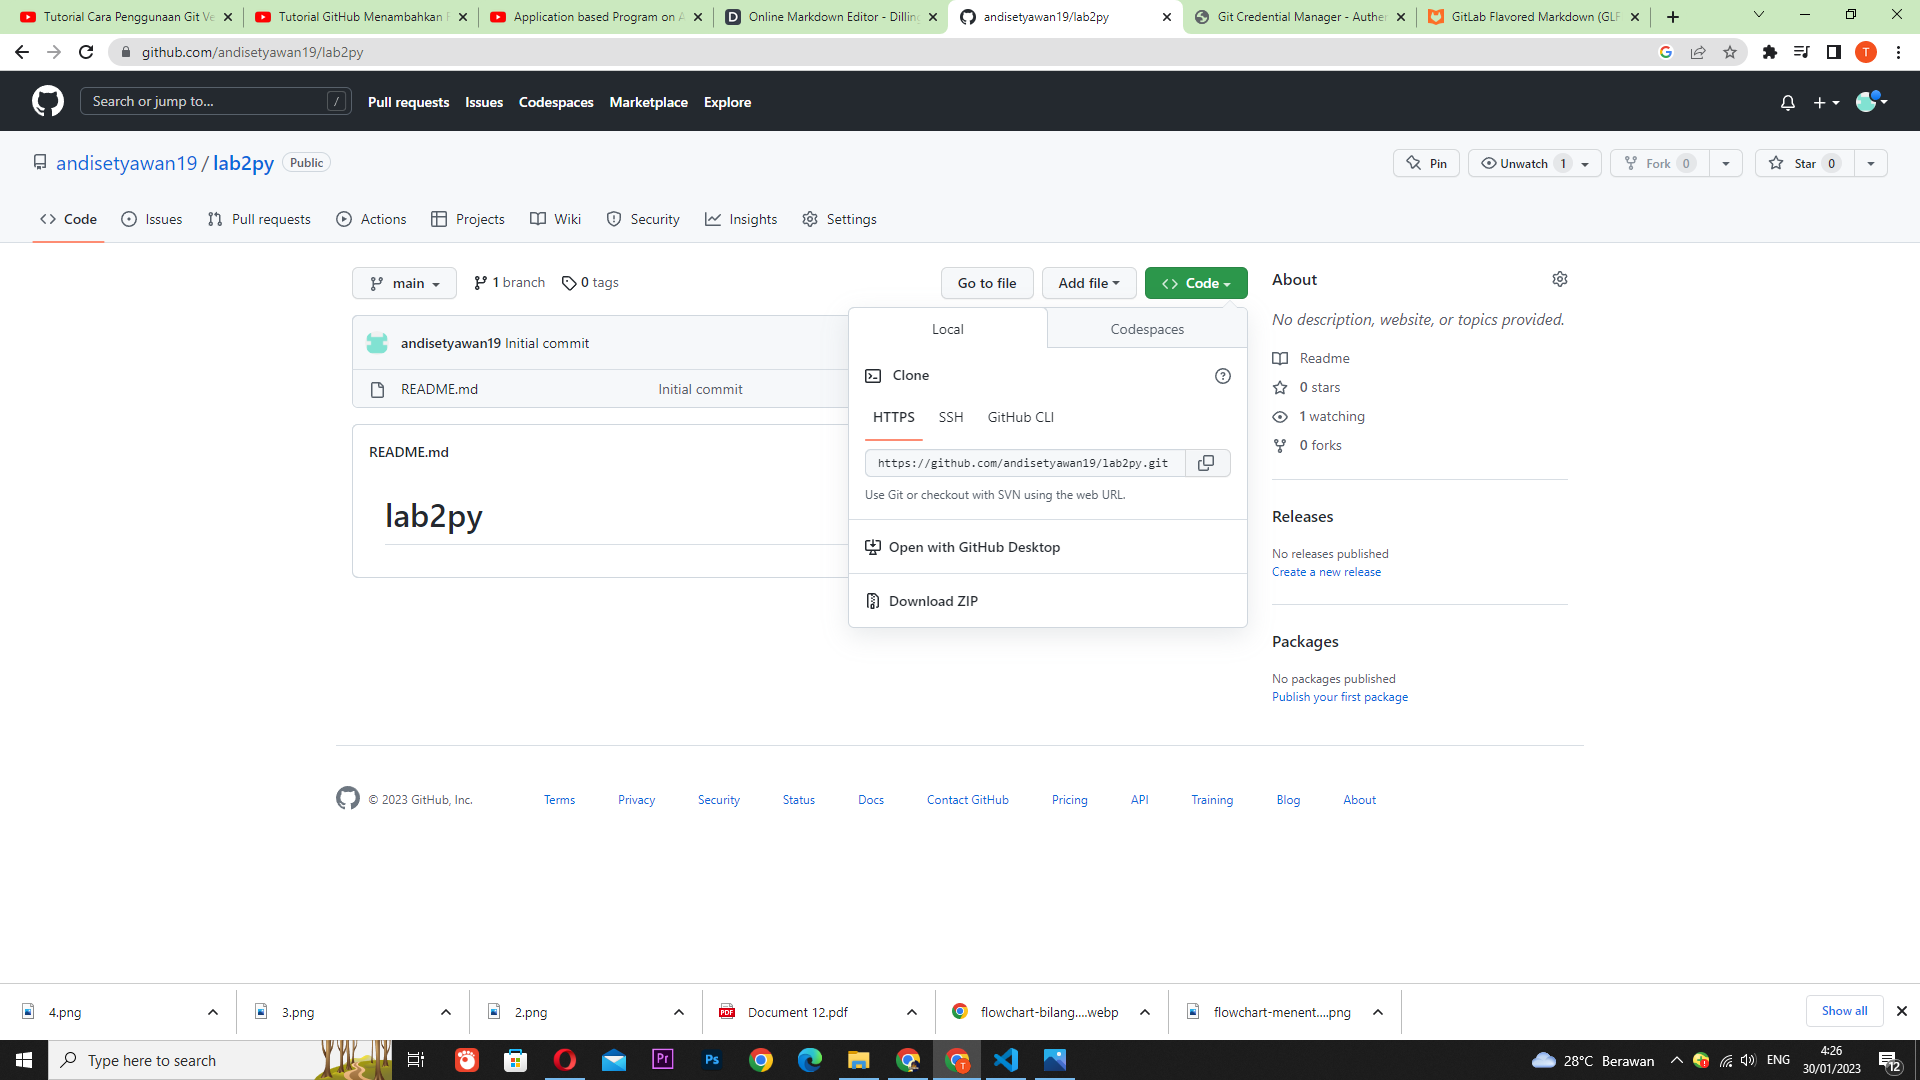 Tutorial Cara Penggunaan Git Ve
Tutorial GitHub Menambahkan F
Application based Program on A
Online Markdown Editor - Dilling
andisetyawan19/lab2py
Git Credential Manager - Auther
GitLab Flavored Markdown (GLF
github.com/andisetyawan19/lab2py
T
Search or jump to...
/
Pull requests
Issues
Codespaces
Marketplace
Explore
andisetyawan19 / lab2py
Public
Pin
Unwatch 1
Fork 0
Star 0
Code
Issues
Pull requests
Actions
Projects
Wiki
Security
Insights
Settings
main
1 branch
0 tags
Go to file
Add file
Code
andisetyawan19 Initial commit
README.md
Initial commit
README.md
lab2py
Local
Codespaces
Clone
HTTPS
SSH
GitHub CLI
https://github.com/andisetyawan19/lab2py.git
Use Git or checkout with SVN using the web URL.
Open with GitHub Desktop
Download ZIP
About
No description, website, or topics provided.
Readme
0 stars
1 watching
0 forks
Releases
No releases published
Create a new release
Packages
No packages published
Publish your first package
© 2023 GitHub, Inc.
Terms
Privacy
Security
Status
Docs
Contact GitHub
Pricing
API
Training
Blog
About
4.png
3.png
2.png
PDF
Document 12.pdf
flowchart-bilang....webp
flowchart-menent....png
Show all
Type here to search
Pr
Ps
T
28°C Berawan
ENG
4:26
30/01/2023
12